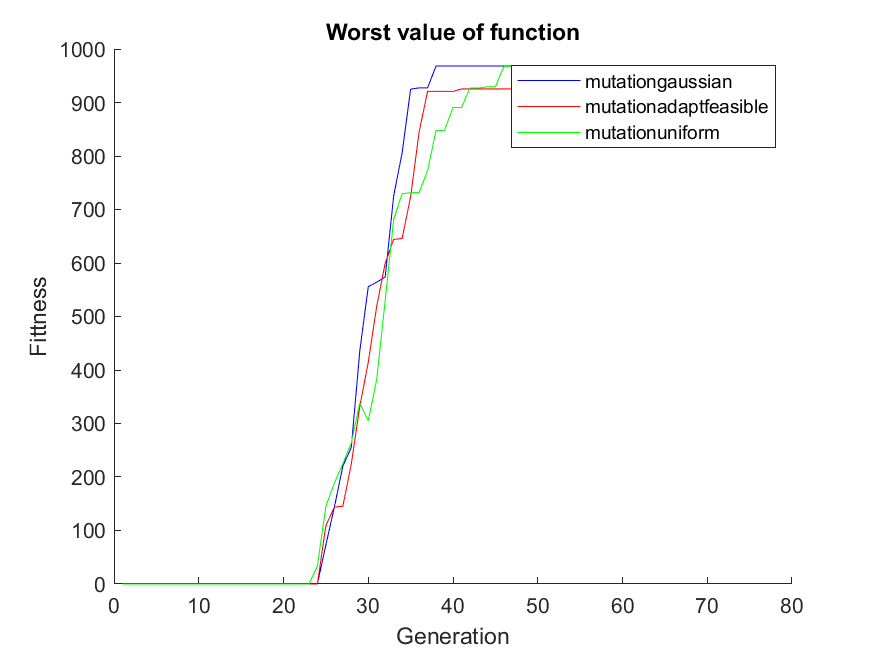 Worst value of function
1000
900
800
700
600
500
400
300
200
100
0
Fittness
mutationgaussian
mutationadaptfeasible
mutationuniform
0 10 20 30 40 50 60 70 80
Generation